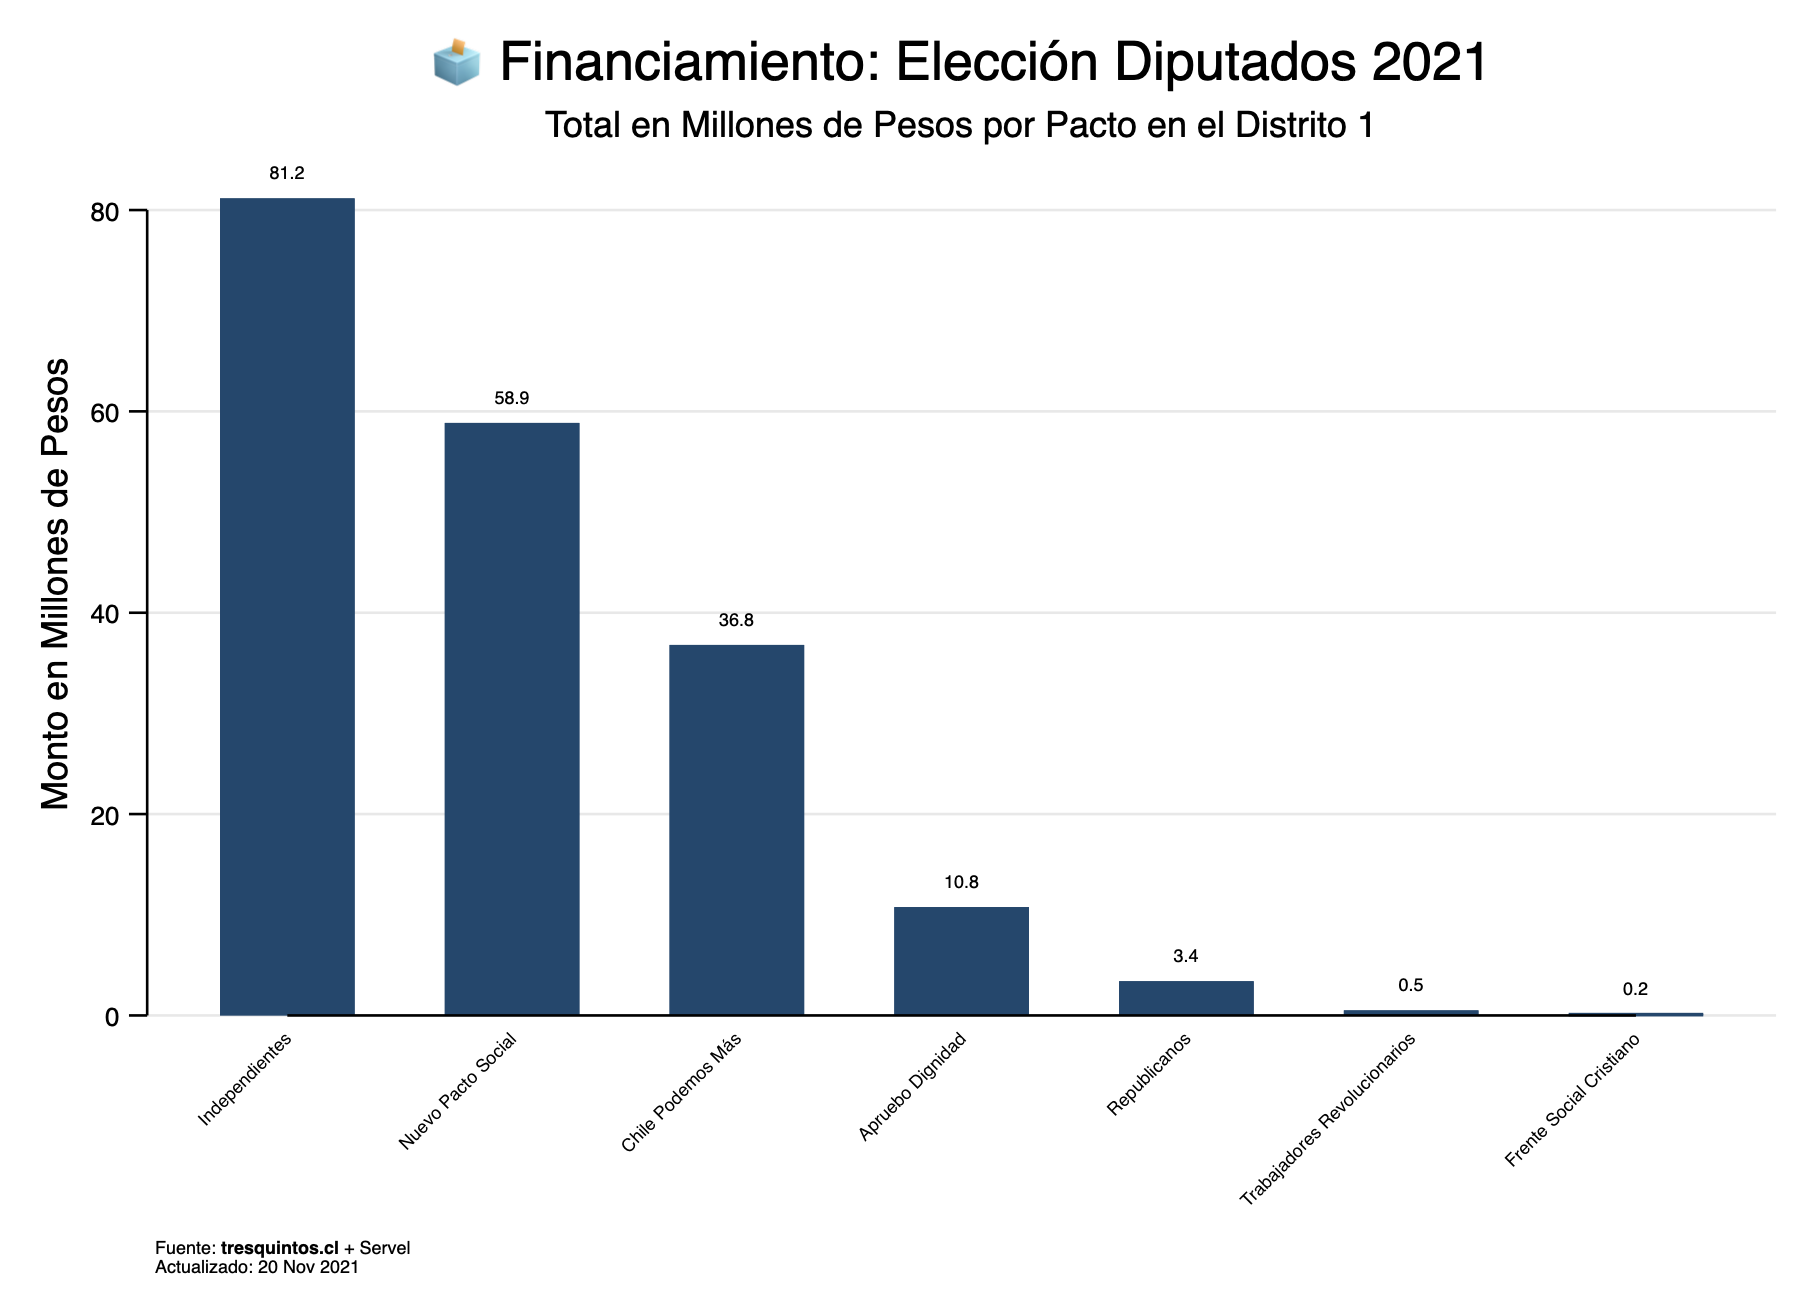 Financiamiento: Elección Diputados 2021
Total en Millones de Pesos por Pacto en el Distrito 1
Monto en Millones de Pesos
80
60
40
20
0
81.2
58.9
36.8
10.8
3.4
0.5
0.2
Independientes
Nuevo Pacto Social
Chile Podemos Más
Apruebo Dignidad
Republicanos
Trabajadores Revolucionarios
Frente Social Cristiano
Fuente: tresquintos.cl + Servel
Actualizado: 20 Nov 2021